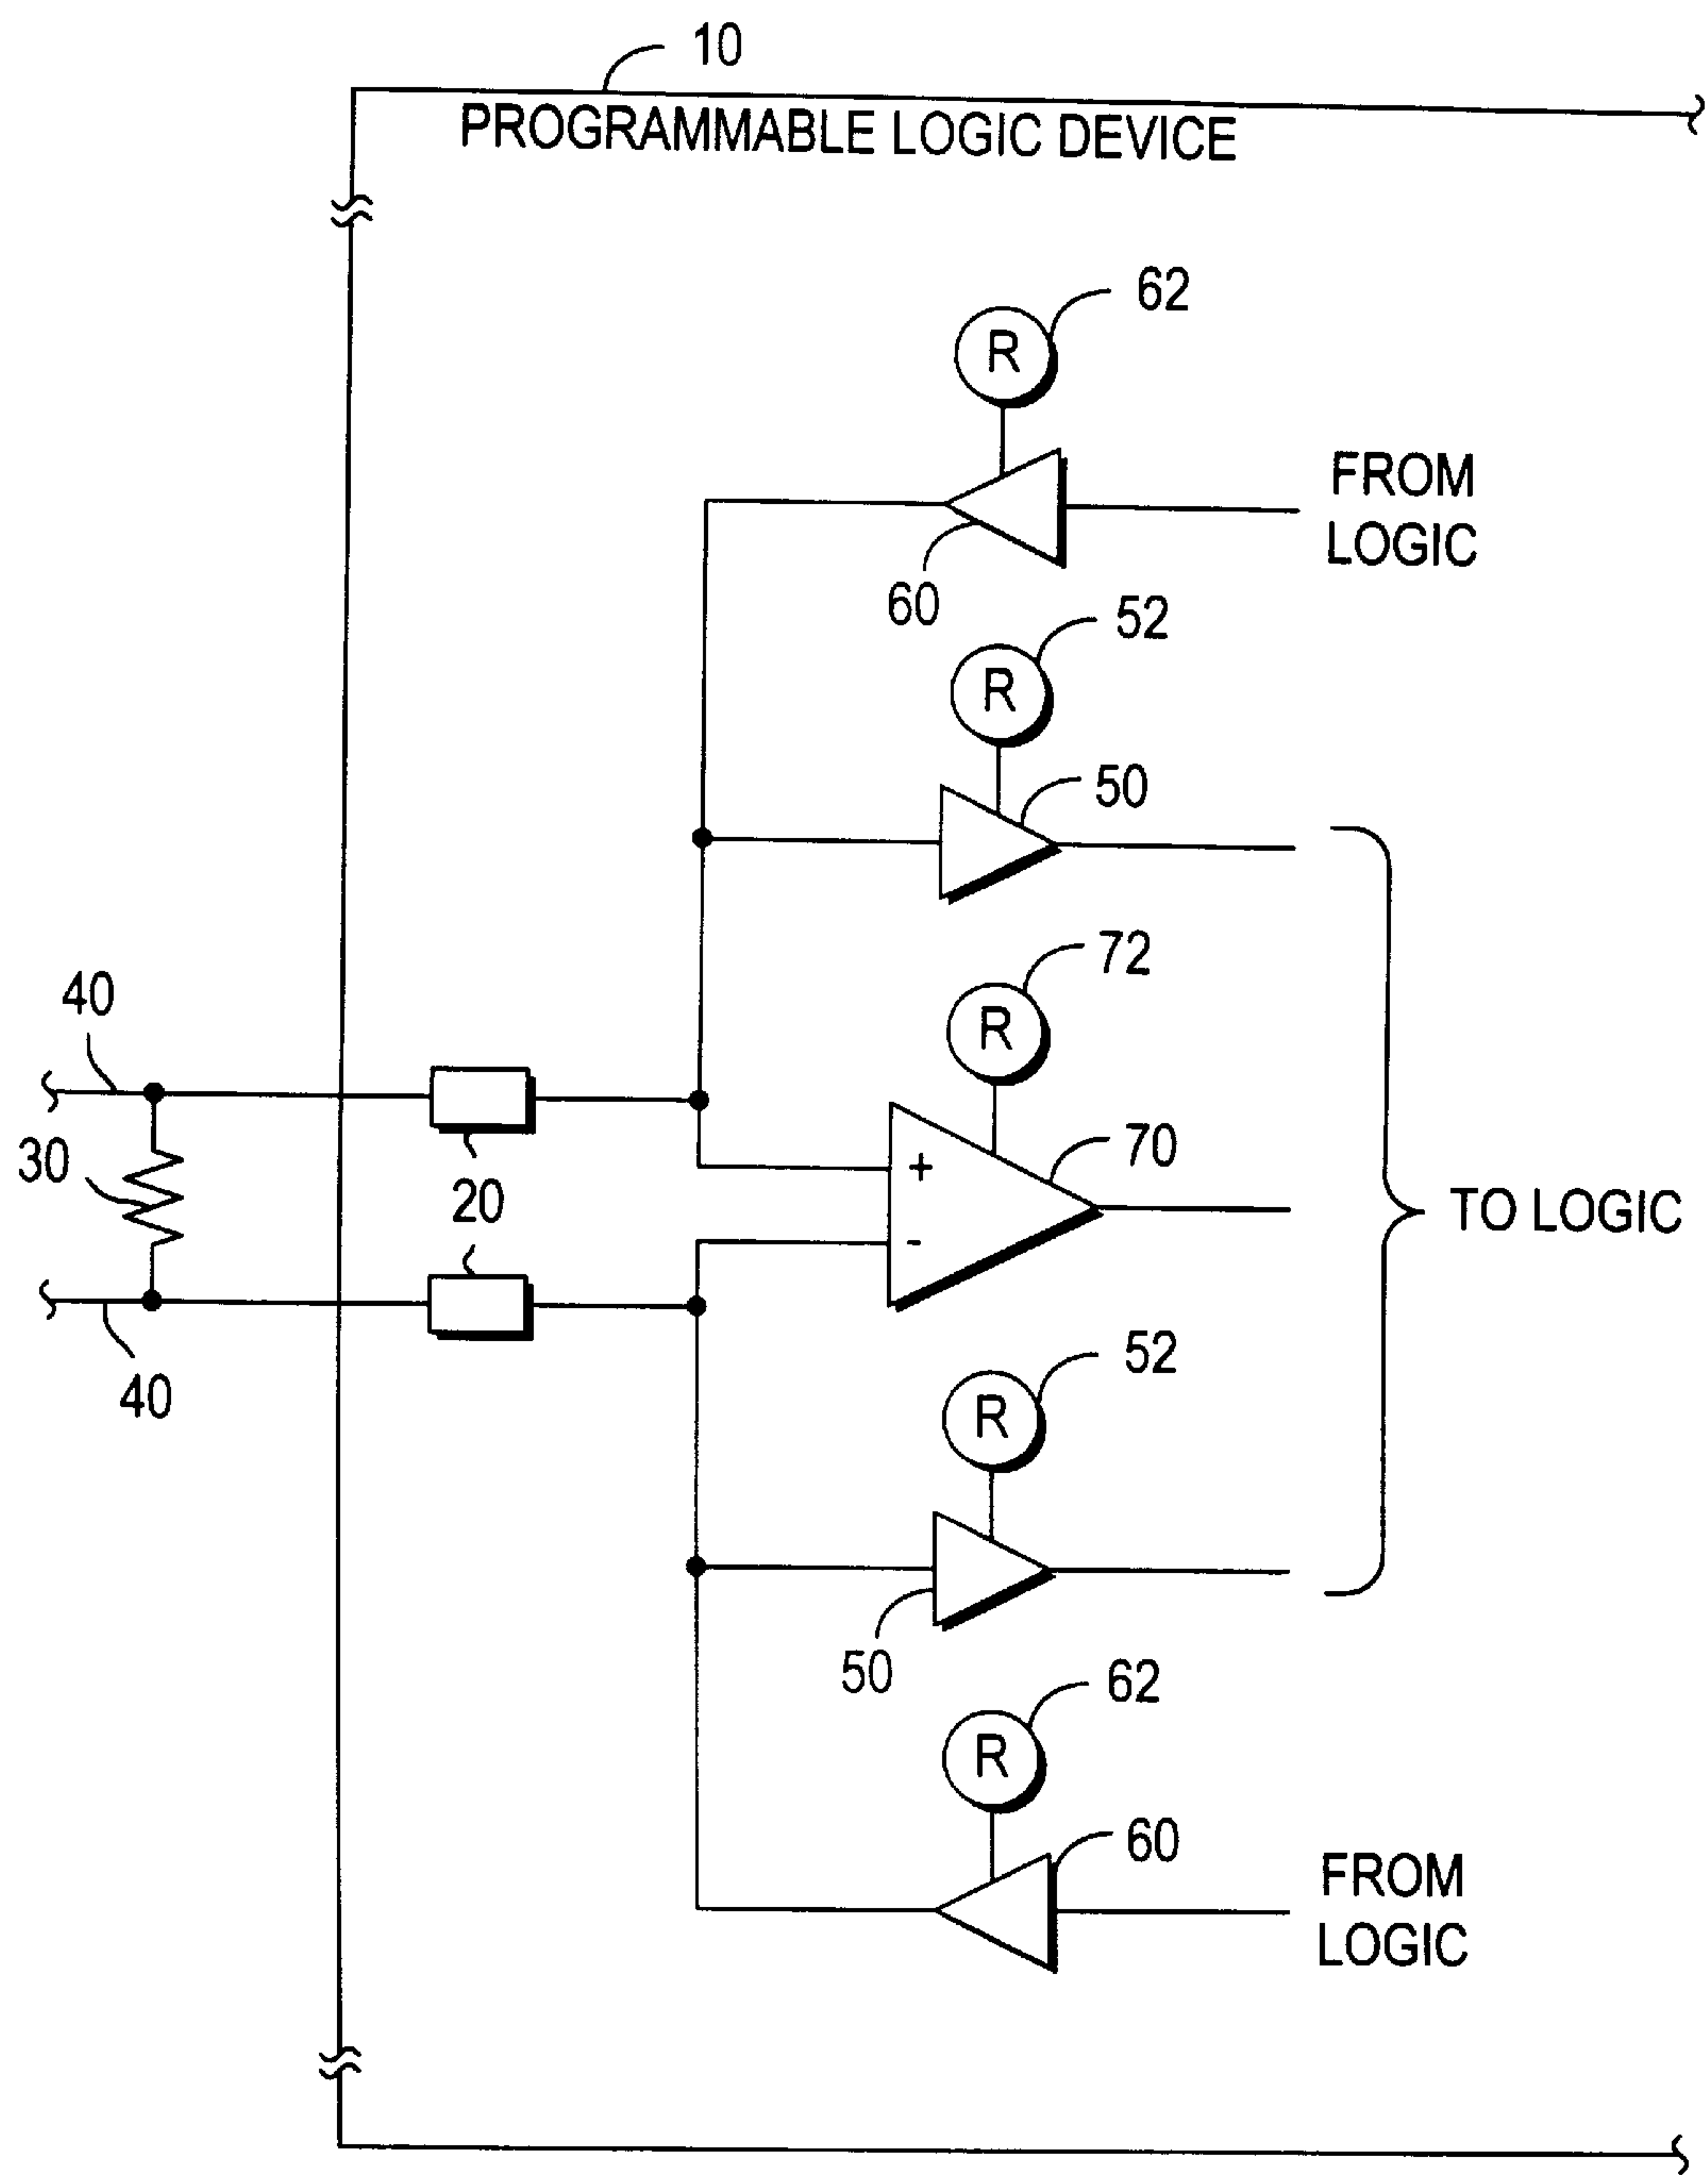 10
PROGRAMMABLE LOGIC DEVICE
62
R
FROM
LOGIC
60
52
R
50
72
R
40
+
70
30
20
TO LOGIC
-
40
52
R
50
62
R
60
FROM
LOGIC